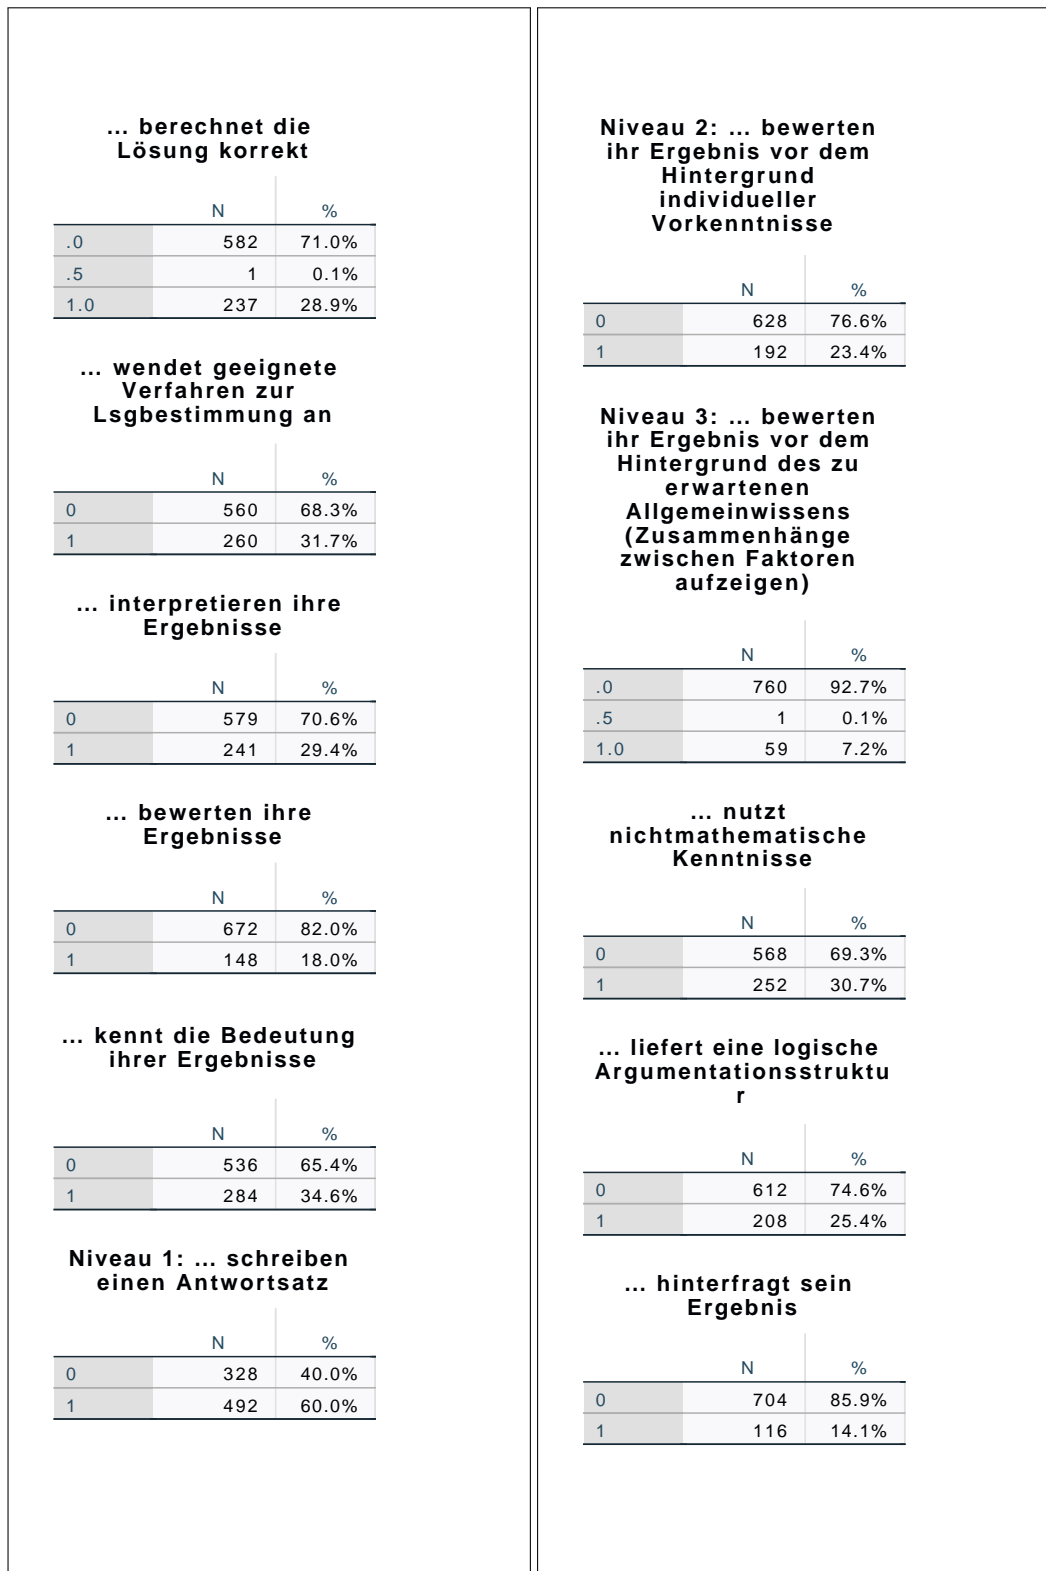 ... berechnet die
Lösung korrekt
N %
.0 582 71.0%
.5 1 0.1%
1.0 237 28.9%
... wendet geeignete
Verfahren zur
Lsgbestimmung an
N %
0 560 68.3%
1 260 31.7%
... interpretieren ihre
Ergebnisse
N %
0 579 70.6%
1 241 29.4%
... bewerten ihre
Ergebnisse
N %
0 672 82.0%
1 148 18.0%
... kennt die Bedeutung
ihrer Ergebnisse
N %
0 536 65.4%
1 284 34.6%
Niveau 1: ... schreiben
einen Antwortsatz
N %
0 328 40.0%
1 492 60.0%
Niveau 2: ... bewerten
ihr Ergebnis vor dem
Hintergrund
individueller
Vorkenntnisse
N %
0 628 76.6%
1 192 23.4%
Niveau 3: ... bewerten
ihr Ergebnis vor dem
Hintergrund des zu
erwartenen
Allgemeinwissens
(Zusammenhänge
zwischen Faktoren
aufzeigen)
N %
.0 760 92.7%
.5 1 0.1%
1.0 59 7.2%
... nutzt
nichtmathematische
Kenntnisse
N %
0 568 69.3%
1 252 30.7%
... liefert eine logische
Argumentationsstruktu
r
N %
0 612 74.6%
1 208 25.4%
... hinterfragt sein
Ergebnis
N %
0 704 85.9%
1 116 14.1%